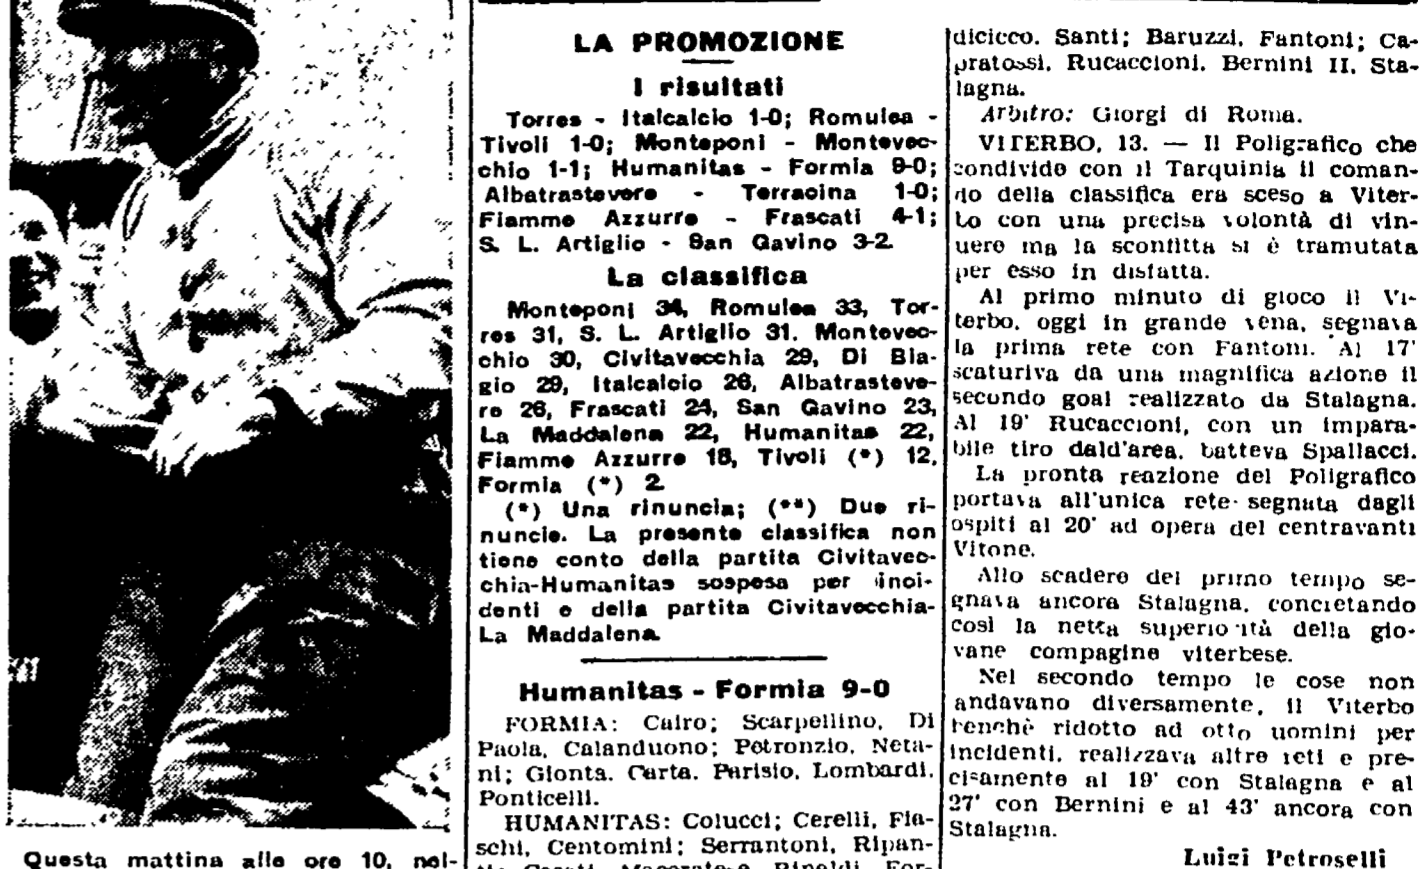 Questa mattina alle ore 10, nel-
LA PROMOZIONE
I risultati
Torres - Italcalcio 1-0; Romulea -
Tivoli 1-0; Monteponi - Montevec-
chio 1-1; Humanitas - Formia 9-0;
Albatrastevere - Terracina 1-0;
Fiamme Azzurre - Frascati 4-1;
S. L. Artiglio - San Gavino 3-2.
La classifica
Monteponi 34, Romulea 33, Tor-
res 31, S. L. Artiglio 31. Montevec-
chio 30, Civitavecchia 29, Di Bia-
gio 29, Italcalcio 26, Albatrasteve-
re 26, Frascati 24, San Gavino 23,
La Maddalena 22, Humanitas 22,
Fiamme Azzurre 18, Tivoli (*) 12,
Formia (*) 2.
(*) Una rinuncia; (**) Due ri-
nuncie. La presente classifica non
tiene conto della partita Civitavec-
chia-Humanitas sospesa per inci-
denti e della partita Civitavecchia-
La Maddalena.
Humanitas - Formia 9-0
FORMIA: Cairo; Scarpellino, Di
Paola, Calanduono; Petronzio, Neta-
ni; Gionta. Carta. Parisio. Lombardi.
Ponticelli.
HUMANITAS: Colucci; Cerelli, Fia-
schi, Centomini; Serrantoni, Ripan-
Rinaldi. For-
dicicco. Santi; Baruzzi. Fantoni; Ca-
pratossi. Rucaccioni. Bernini II. Sta-
lagna.
Arbitro: Giorgi di Roma.
VITERBO, 13. — Il Poligrafico che
condivide con il Tarquinia il coman-
do della classifica era sceso a Viter-
bo con una precisa volontà di vin-
uere ma la sconfitta si è tramutata
per esso in disfatta.
Al primo minuto di gioco il Vi-
terbo. oggi in grande vena, segnava
la prima rete con Fantoni. Al 17'
scaturiva da una magnifica azione il
secondo goal realizzato da Stalagna.
Al 19' Rucaccioni, con un impara-
bile tiro dald'area. batteva Spallacci.
La pronta reazione del Poligrafico
portava all'unica rete segnata dagli
ospiti al 20' ad opera del centravanti
Vitone.
Allo scadere del primo tempo se-
gnava ancora Stalagna, concretando
così la netta superiorità della gio-
vane compagine viterbese.
Nel secondo tempo le cose non
andavano diversamente, il Viterbo
benchè ridotto ad otto uomini per
incidenti. realizzava altre reti e pre-
cisamente al 19' con Stalagna e al
27' con Bernini e al 43' ancora con
Stalagna.
Luigi Petroselli